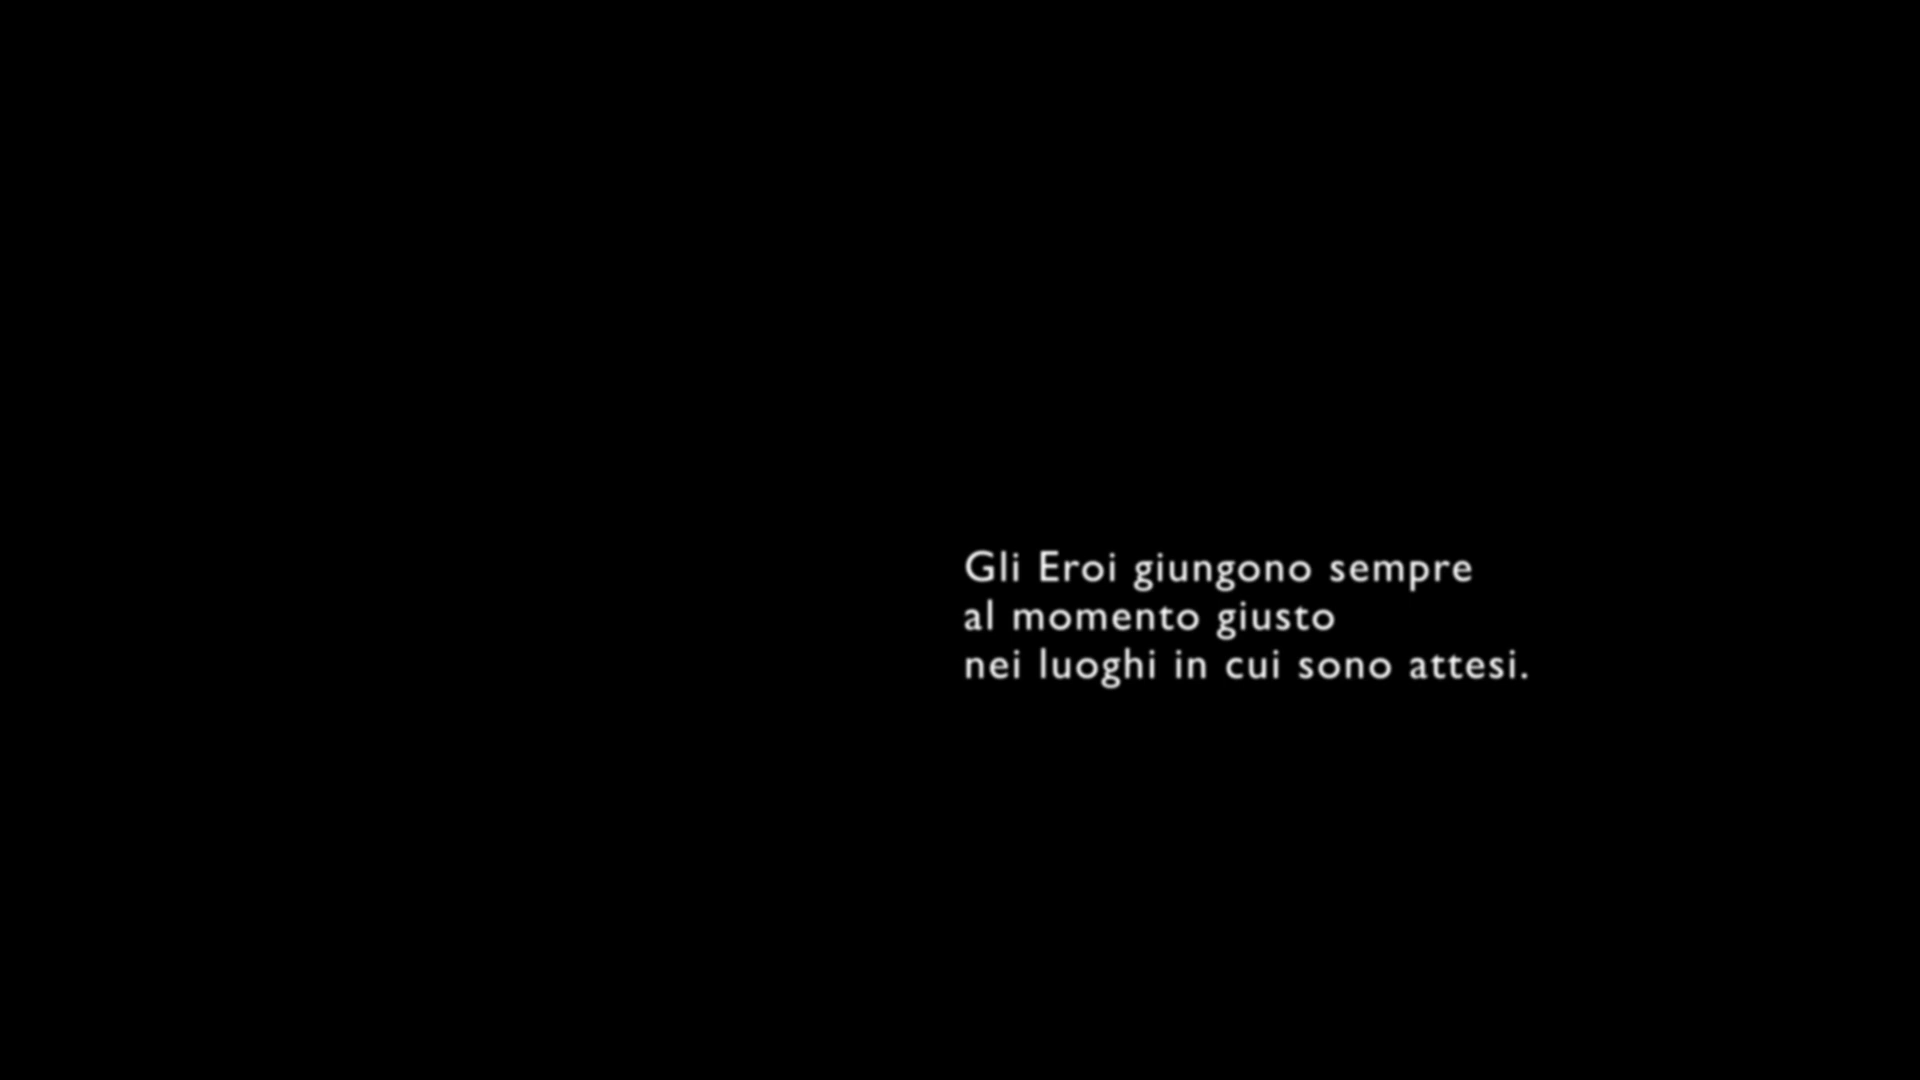 Gli Eroi giungono sempre
al momento giusto
nei luoghi in cui sono attesi.